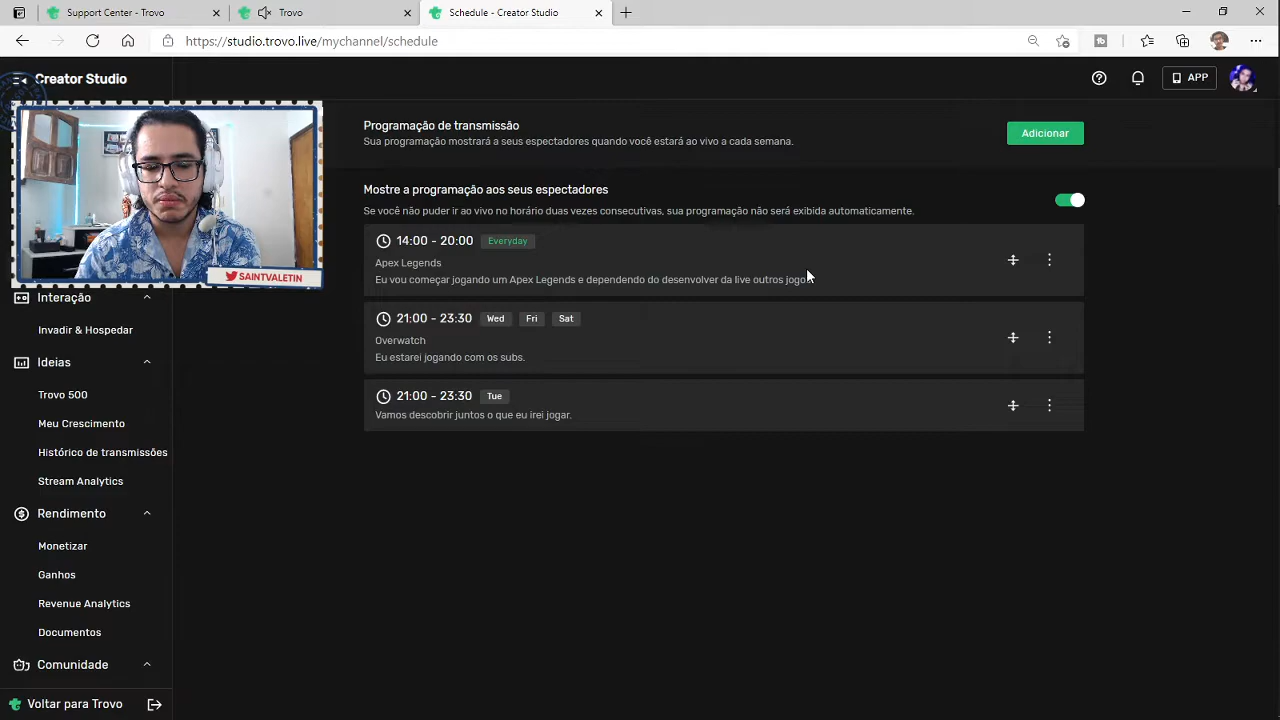 Support Center - Trovo
Trovo
Schedule - Creator Studio
https://studio.trovo.live/mychannel/schedule
Creator Studio
APP
Programação de transmissão
Sua programação mostrará a seus espectadores quando você estará ao vivo a cada semana.
Adicionar
Mostre a programação aos seus espectadores
Se você não puder ir ao vivo no horário duas vezes consecutivas, sua programação não será exibida automaticamente.
14:00 - 20:00 Everyday
Apex Legends
Eu vou começar jogando um Apex Legends e dependendo do desenvolver da live outros jogo
21:00 - 23:30 Wed Fri Sat
Overwatch
Eu estarei jogando com os subs.
21:00 - 23:30 Tue
Vamos descobrir juntos o que eu irei jogar.
SAINTVALETIN
Interação
Invadir & Hospedar
Ideias
Trovo 500
Meu Crescimento
Histórico de transmissões
Stream Analytics
Rendimento
Monetizar
Ganhos
Revenue Analytics
Documentos
Comunidade
Voltar para Trovo